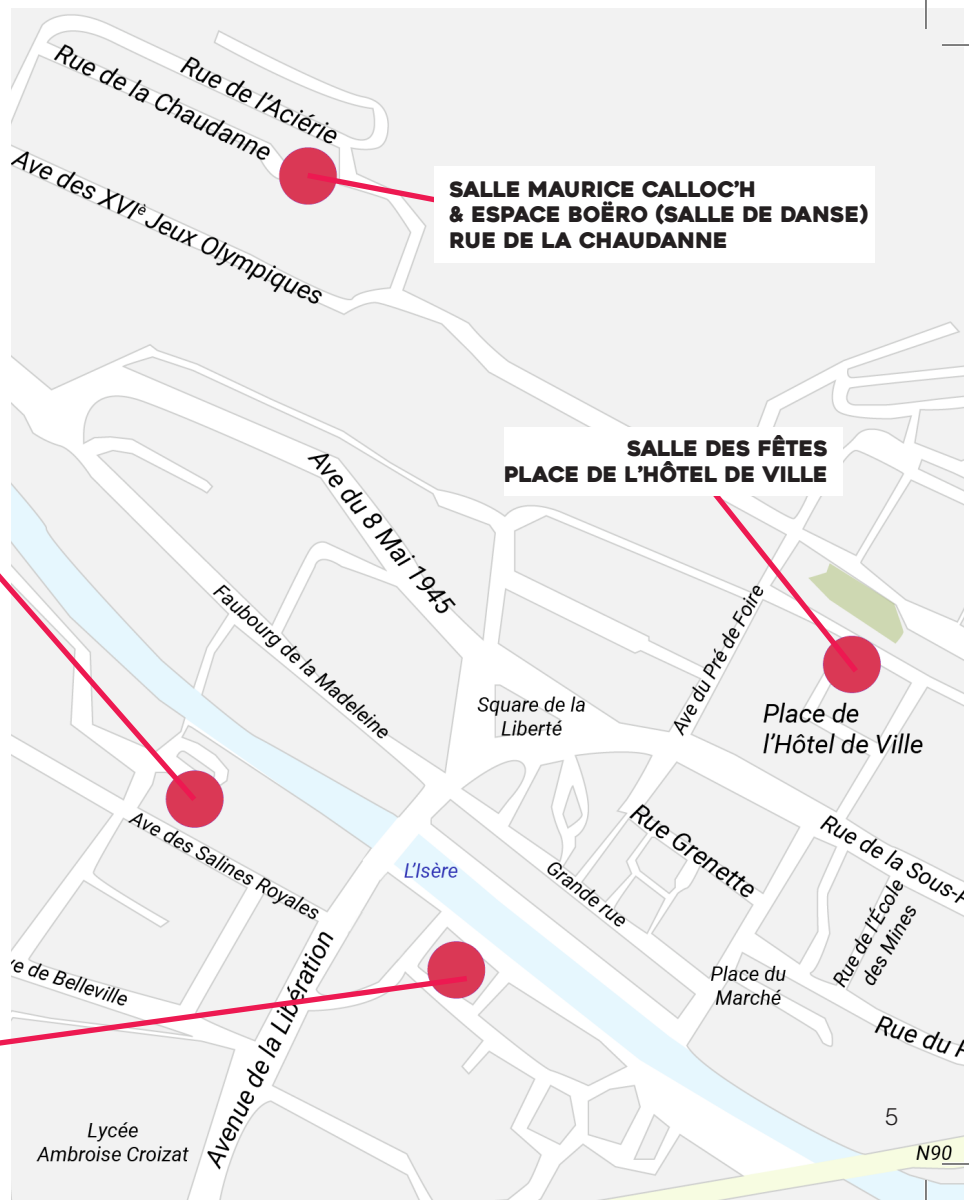 Rue de l'Aciérie
Rue de la Chaudanne
Ave des XVIè Jeux Olympiques
SALLE MAURICE CALLOC'H
& ESPACE BOËRO (SALLE DE DANSE)
RUE DE LA CHAUDANNE
SALLE DES FÊTES
PLACE DE L'HÔTEL DE VILLE
Ave du 8 Mai 1945
Faubourg de la Madeleine
Ave du Pré de Foire
Square de la
Liberté
Place de
l'Hôtel de Ville
Ave des Salines Royales
L'Isère
Rue Grenette
Grande rue
Rue de la Sous-P
Rue de l'École
des Mines
Place du
Marché
ve de Belleville
Avenue de la Libération
Rue du P
Lycée
Ambroise Croizat
5
N90